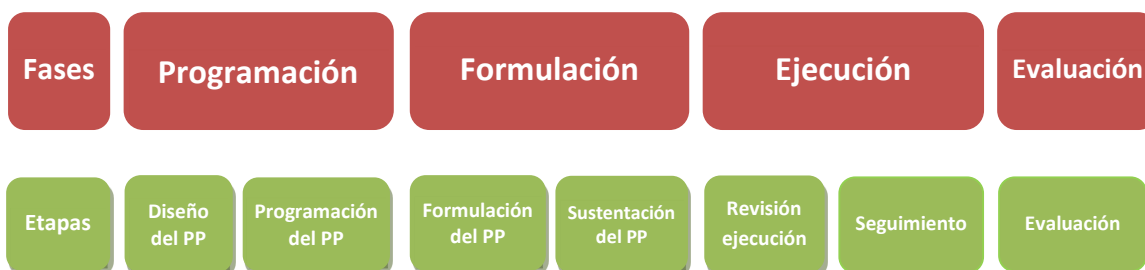 Fases
Programación
Formulación
Ejecución
Evaluación
Etapas
Diseño
del PP
Programación
del PP
Formulación
del PP
Sustentación
del PP
Revisión
ejecución
Seguimiento
Evaluación